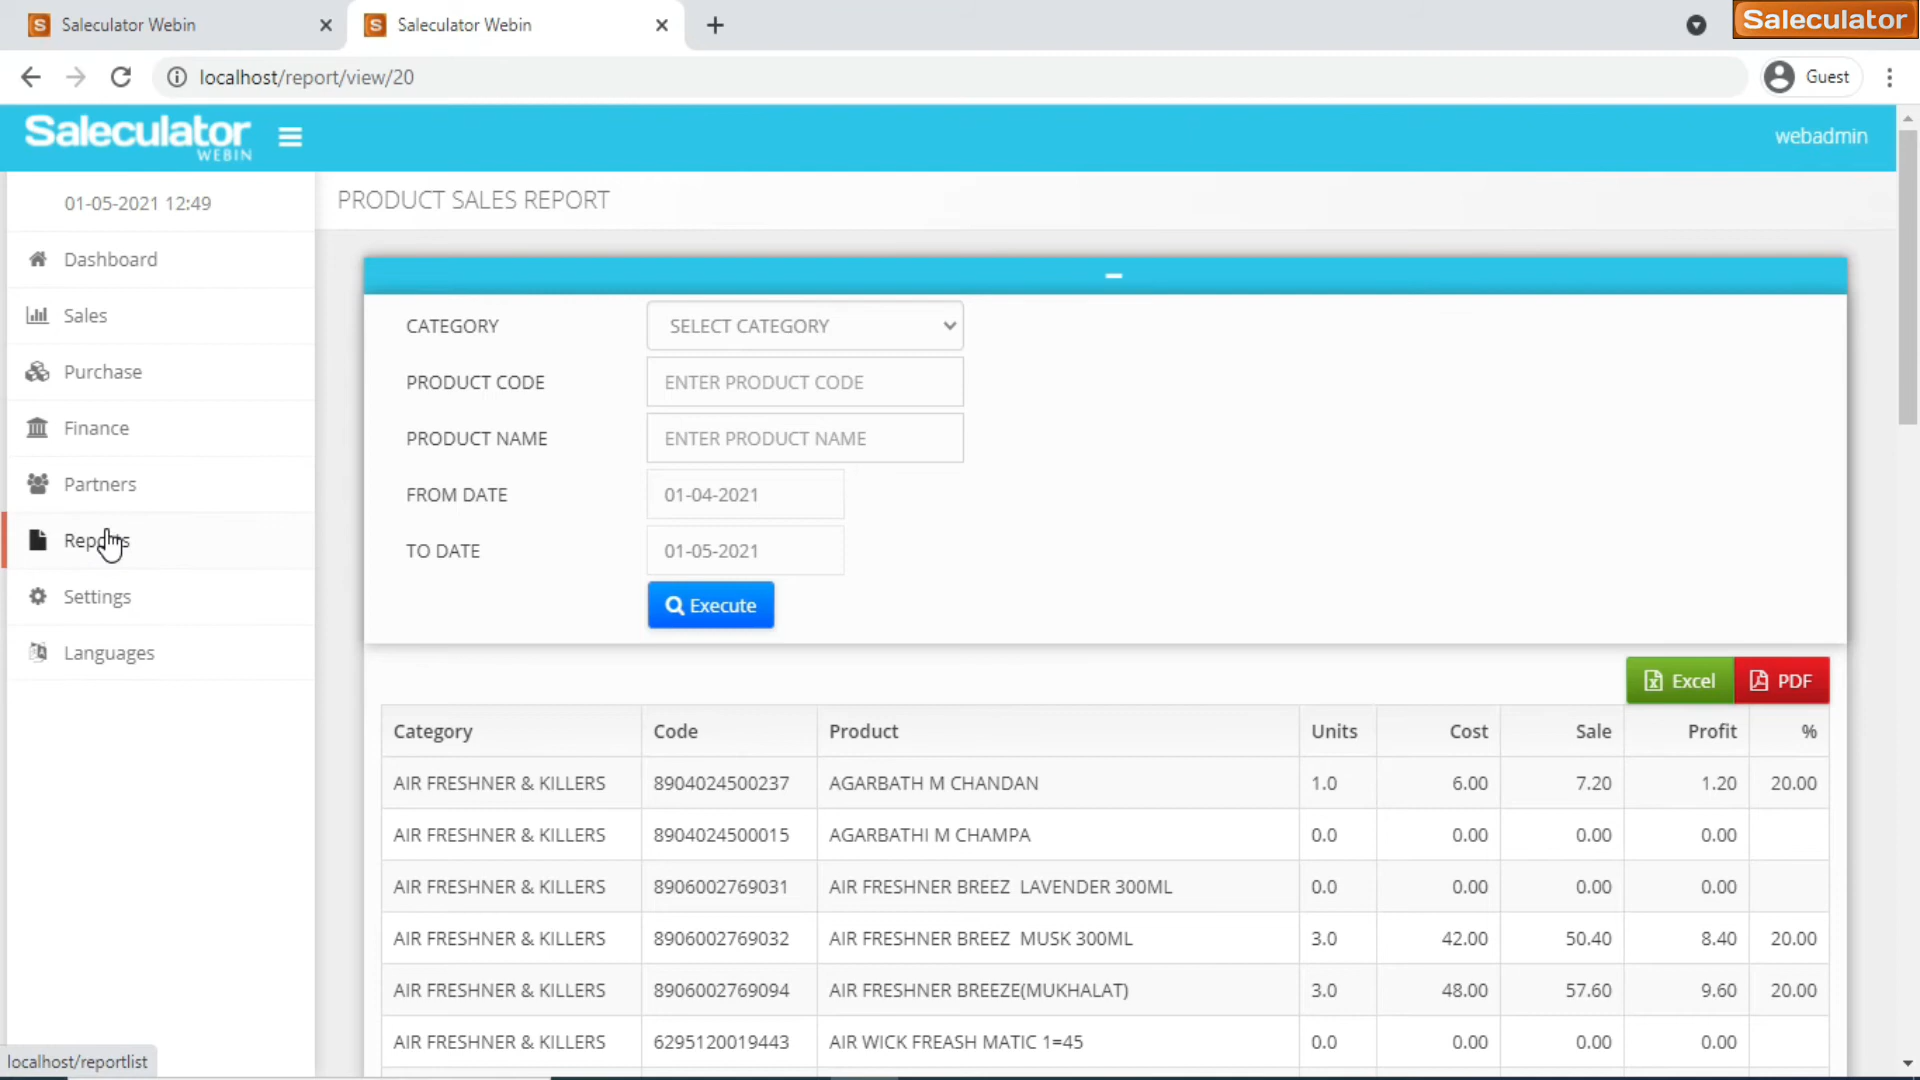 Saleculator Webin
Saleculator Webin
Saleculator
localhost/report/view/20
Guest
Saleculator
WEBIN
webadmin
01-05-2021 12:49
Dashboard
Sales
Purchase
Finance
Partners
Reports
Settings
Languages
PRODUCT SALES REPORT
CATEGORY SELECT CATEGORY
PRODUCT CODE ENTER PRODUCT CODE
PRODUCT NAME ENTER PRODUCT NAME
FROM DATE 01-04-2021
TO DATE 01-05-2021
Execute
Excel PDF
Category Code Product Units Cost Sale Profit %
AIR FRESHNER & KILLERS 8904024500237 AGARBATH M CHANDAN 1.0 6.00 7.20 1.20 20.00
AIR FRESHNER & KILLERS 8904024500015 AGARBATHI M CHAMPA 0.0 0.00 0.00 0.00
AIR FRESHNER & KILLERS 8906002769031 AIR FRESHNER BREEZ LAVENDER 300ML 0.0 0.00 0.00 0.00
AIR FRESHNER & KILLERS 8906002769032 AIR FRESHNER BREEZ MUSK 300ML 3.0 42.00 50.40 8.40 20.00
AIR FRESHNER & KILLERS 8906002769094 AIR FRESHNER BREEZE(MUKHALAT) 3.0 48.00 57.60 9.60 20.00
AIR FRESHNER & KILLERS 6295120019443 AIR WICK FREASH MATIC 1=45 0.0 0.00 0.00 0.00
localhost/reportlist